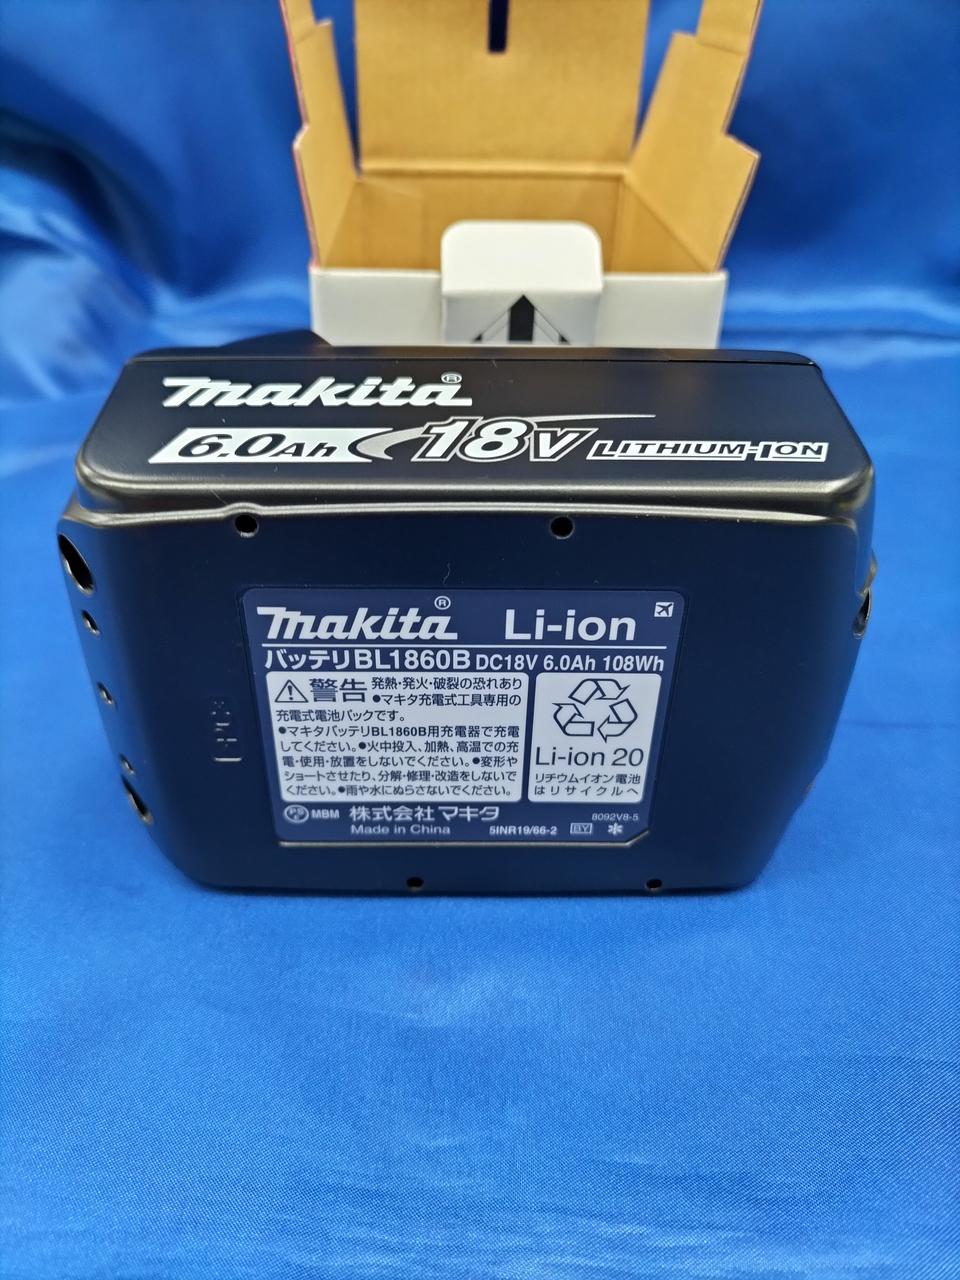 makita®
6.0Ah 18V LITHIUM-ION
makita® Li-ion
バッテリBL1860B DC18V 6.0Ah 108Wh
警告 発熱・発火・破裂の恐れあり
●マキタ充電式工具専用の
充電式電池パックです。
●マキタバッテリBL1860B用充電器で充電
してください。●火中投入、加熱、高温での充
電・使用・放置をしないでください。●変形や
ショートさせたり、分解・修理・改造をしないで
ください。●雨や水にぬらさないでください。
Li-ion 20
リチウムイオン電池
はリサイクルへ
PS E MBM 株式会社 マキタ
Made in China
5INR19/66-2 BY
8092V8-5